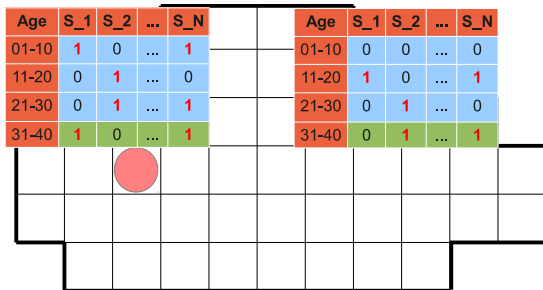 Age S_1 S_2 ... S_N
01-10 1 0 ... 1
11-20 0 1 ... 0
21-30 0 1 ... 1
31-40 1 0 ... 1
Age S_1 S_2 ... S_N
01-10 0 0 ... 0
11-20 1 0 ... 1
21-30 0 1 ... 0
31-40 0 1 ... 1